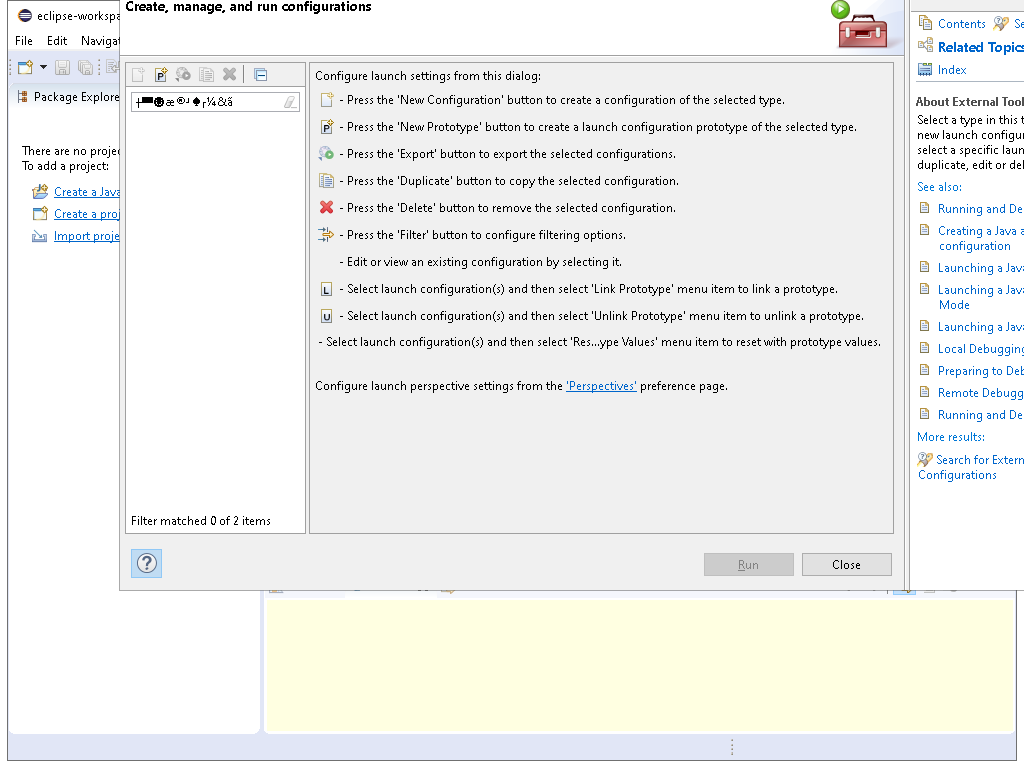 eclipse-workspa
Create, manage, and run configurations
File Edit Navigat
Package Explore
There are no projec
To add a project:
Create a Java
Create a proj
Import proje
Filter matched 0 of 2 items
Configure launch settings from this dialog:
- Press the 'New Configuration' button to create a configuration of the selected type.
- Press the 'New Prototype' button to create a launch configuration prototype of the selected type.
- Press the 'Export' button to export the selected configurations.
- Press the 'Duplicate' button to copy the selected configuration.
- Press the 'Delete' button to remove the selected configuration.
- Press the 'Filter' button to configure filtering options.
- Edit or view an existing configuration by selecting it.
- Select launch configuration(s) and then select 'Link Prototype' menu item to link a prototype.
- Select launch configuration(s) and then select 'Unlink Prototype' menu item to unlink a prototype.
- Select launch configuration(s) and then select 'Res...ype Values' menu item to reset with prototype values.
Configure launch perspective settings from the 'Perspectives' preference page.
Run Close
Contents Se
Related Topics
Index
About External Tool
Select a type in this t
new launch configur
select a specific laun
duplicate, edit or del
See also:
Running and De
Creating a Java a
configuration
Launching a Java
Launching a Java
Mode
Launching a Java
Local Debugging
Preparing to Deb
Remote Debugg
Running and De
More results:
Search for Extern
Configurations